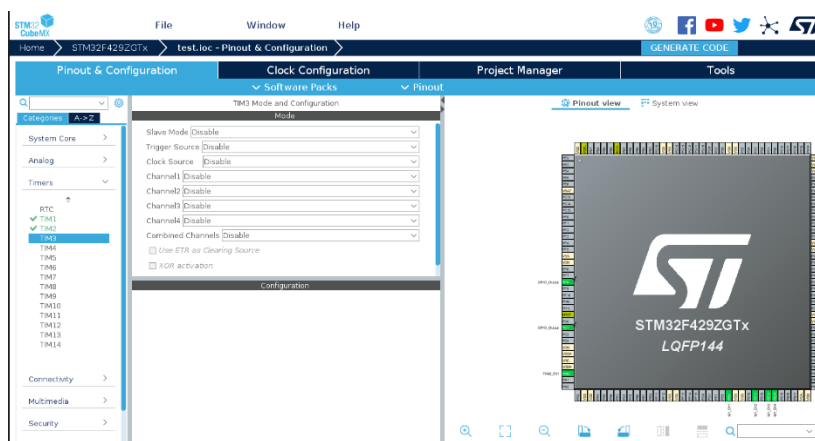 STM32
CubeMX
File
Window
Help
Home
STM32F429ZGTx
test.ioc - Pinout & Configuration
GENERATE CODE
Pinout & Configuration
Clock Configuration
Project Manager
Tools
Software Packs
Pinout
Categories
A->Z
System Core
Analog
Timers
RTC
TIM1
TIM2
TIM3
TIM4
TIM5
TIM6
TIM7
TIM8
TIM9
TIM10
TIM11
TIM12
TIM13
TIM14
Connectivity
Multimedia
Security
TIM3 Mode and Configuration
Mode
Slave Mode Disable
Trigger Source Disable
Clock Source Disable
Channel1 Disable
Channel2 Disable
Channel3 Disable
Channel4 Disable
Combined Channels Disable
Use ETR as Clearing Source
XOR activation
Configuration
Pinout view
System view
STM32F429ZGTx
LQFP144